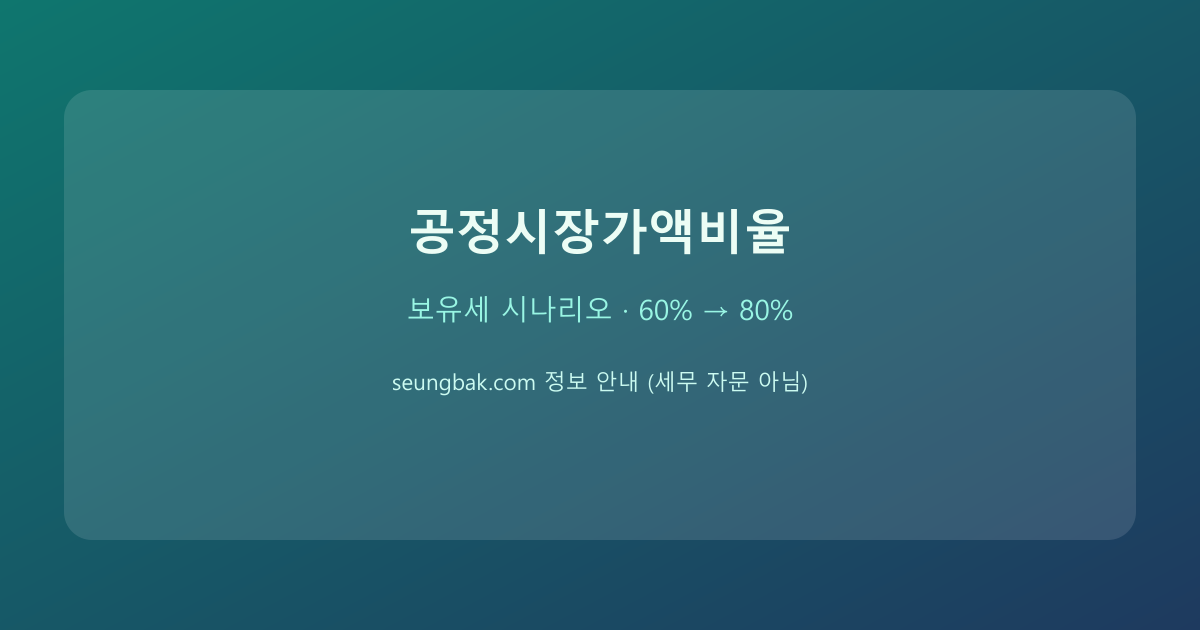 공정시장가액비율
보유세 시나리오 · 60% → 80%
seungbak.com 정보 안내 (세무 자문 아님)